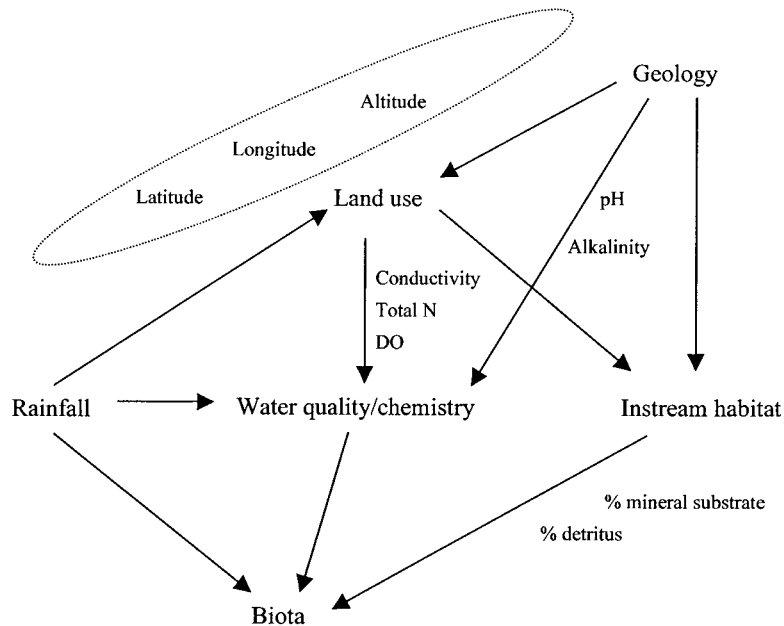 Geology
Altitude
Longitude
Latitude
Land use
pH
Alkalinity
Conductivity
Total N
DO
Rainfall
Water quality/chemistry
Instream habitat
% mineral substrate
% detritus
Biota